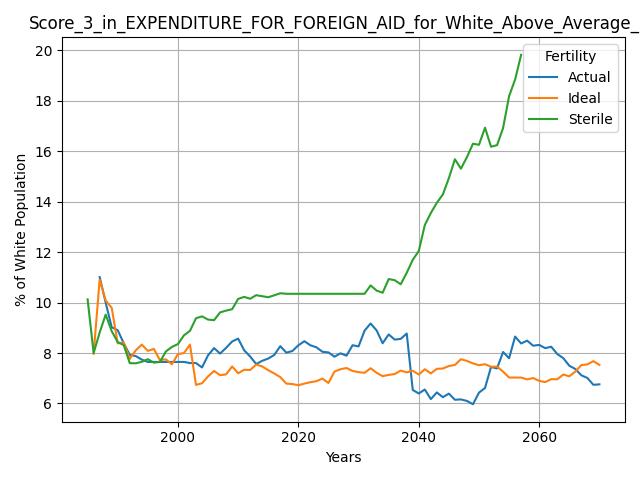 Score_3_in_EXPENDITURE_FOR_FOREIGN_AID_for_White_Above_Average_
Fertility
Actual
Ideal
Sterile
% of White Population
20
18
16
14
12
10
8
6
2000
2020
2040
2060
Years